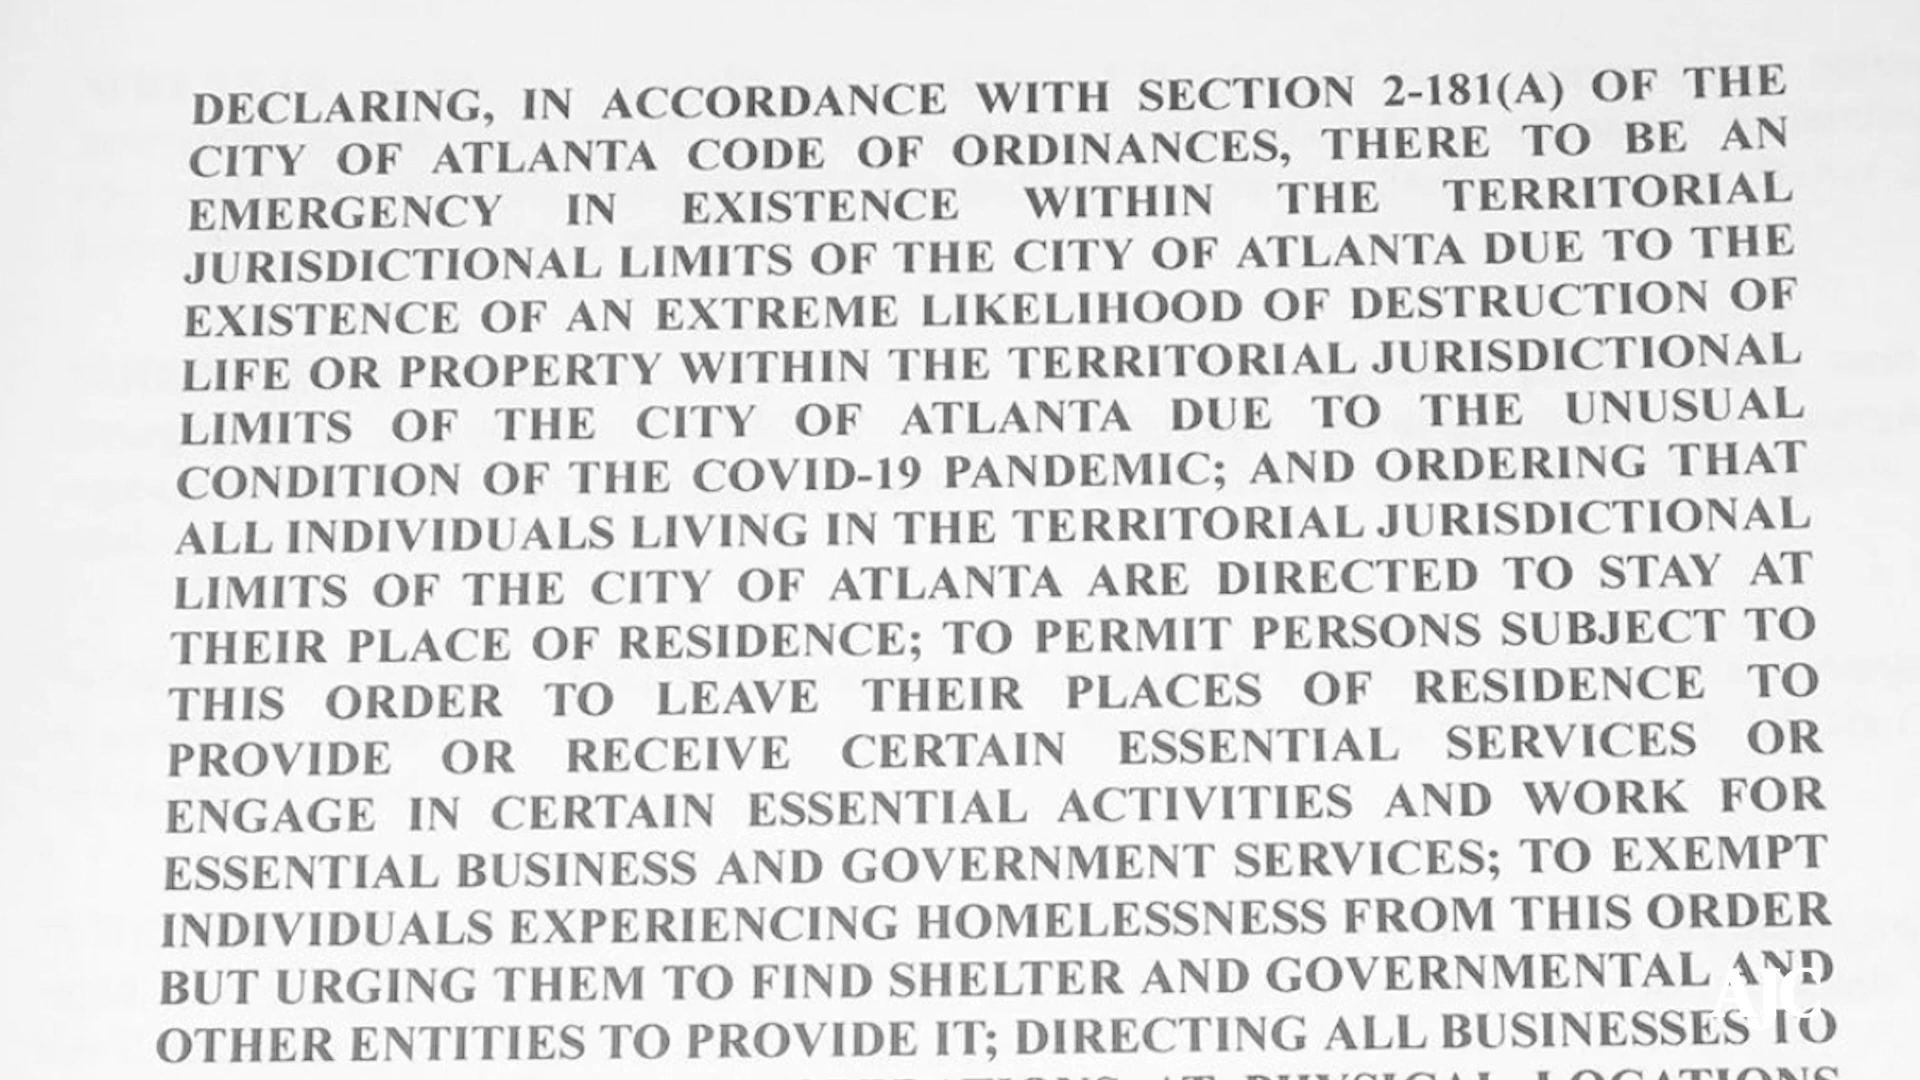 DECLARING, IN ACCORDANCE WITH SECTION 2-181(A) OF THE
CITY OF ATLANTA CODE OF ORDINANCES, THERE TO BE AN
EMERGENCY IN EXISTENCE WITHIN THE TERRITORIAL
JURISDICTIONAL LIMITS OF THE CITY OF ATLANTA DUE TO THE
EXISTENCE OF AN EXTREME LIKELIHOOD OF DESTRUCTION OF
LIFE OR PROPERTY WITHIN THE TERRITORIAL JURISDICTIONAL
LIMITS OF THE CITY OF ATLANTA DUE TO THE UNUSUAL
CONDITION OF THE COVID-19 PANDEMIC; AND ORDERING THAT
ALL INDIVIDUALS LIVING IN THE TERRITORIAL JURISDICTIONAL
LIMITS OF THE CITY OF ATLANTA ARE DIRECTED TO STAY AT
THEIR PLACE OF RESIDENCE; TO PERMIT PERSONS SUBJECT TO
THIS ORDER TO LEAVE THEIR PLACES OF RESIDENCE TO
PROVIDE OR RECEIVE CERTAIN ESSENTIAL SERVICES OR
ENGAGE IN CERTAIN ESSENTIAL ACTIVITIES AND WORK FOR
ESSENTIAL BUSINESS AND GOVERNMENT SERVICES; TO EXEMPT
INDIVIDUALS EXPERIENCING HOMELESSNESS FROM THIS ORDER
BUT URGING THEM TO FIND SHELTER AND GOVERNMENTAL AND
AJC
OTHER ENTITIES TO PROVIDE IT; DIRECTING ALL BUSINESSES TO
AT PHYSICAL LOCATIONS